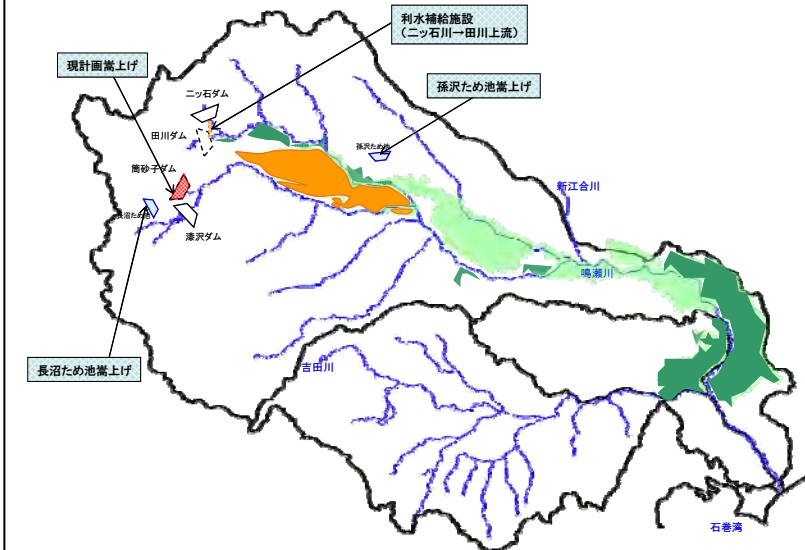 利水補給施設
(二ッ石川→田川上流)
現計画嵩上げ
孫沢ため池嵩上げ
二ッ石ダム
田川ダム
孫沢ため池
筒砂子ダム
新江合川
長沼ため池
漆沢ダム
鳴瀬川
長沼ため池嵩上げ
吉田川
石巻湾